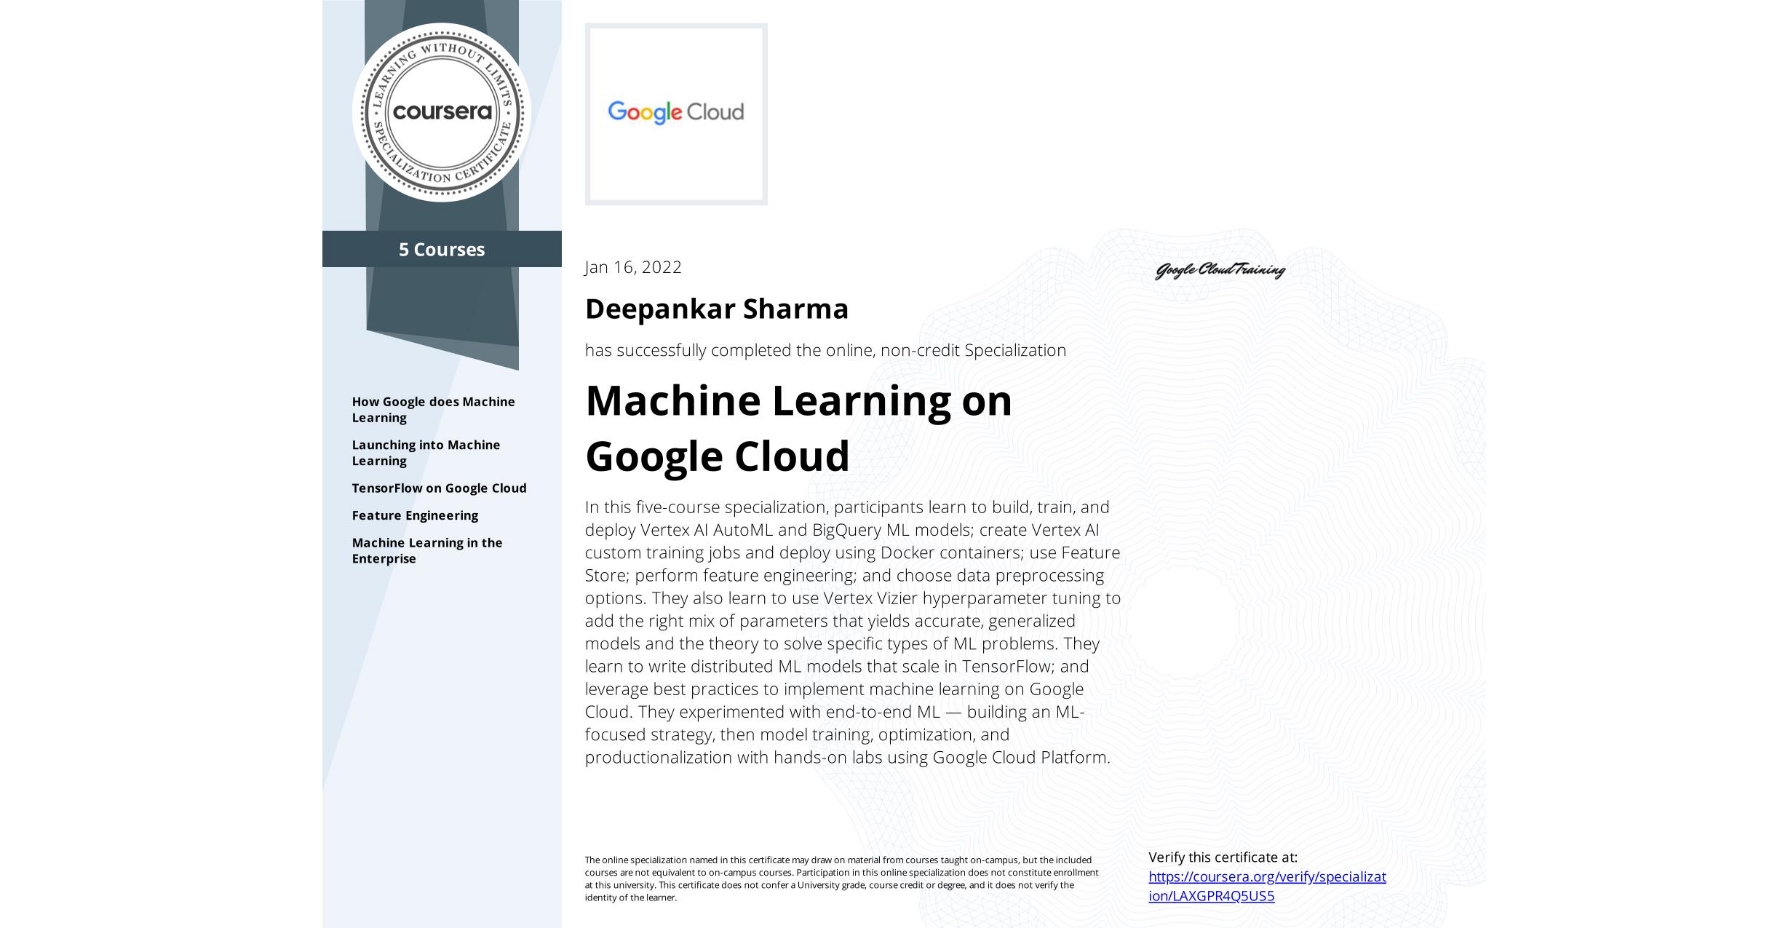 LEARNING WITHOUT LIMITS
coursera
SPECIALIZATION CERTIFICATE
5 Courses
How Google does Machine
Learning
Launching into Machine
Learning
TensorFlow on Google Cloud
Feature Engineering
Machine Learning in the
Enterprise
Google Cloud
Jan 16, 2022
Deepankar Sharma
has successfully completed the online, non-credit Specialization
Machine Learning on
Google Cloud
In this five-course specialization, participants learn to build, train, and
deploy Vertex AI AutoML and BigQuery ML models; create Vertex AI
custom training jobs and deploy using Docker containers; use Feature
Store; perform feature engineering; and choose data preprocessing
options. They also learn to use Vertex Vizier hyperparameter tuning to
add the right mix of parameters that yields accurate, generalized
models and the theory to solve specific types of ML problems. They
learn to write distributed ML models that scale in TensorFlow; and
leverage best practices to implement machine learning on Google
Cloud. They experimented with end-to-end ML — building an ML-
focused strategy, then model training, optimization, and
productionalization with hands-on labs using Google Cloud Platform.
Google Cloud Training
The online specialization named in this certificate may draw on material from courses taught on-campus, but the included
courses are not equivalent to on-campus courses. Participation in this online specialization does not constitute enrollment
at this university. This certificate does not confer a University grade, course credit or degree, and it does not verify the
identity of the learner.
Verify this certificate at:
https://coursera.org/verify/specializat
ion/LAXGPR4Q5US5